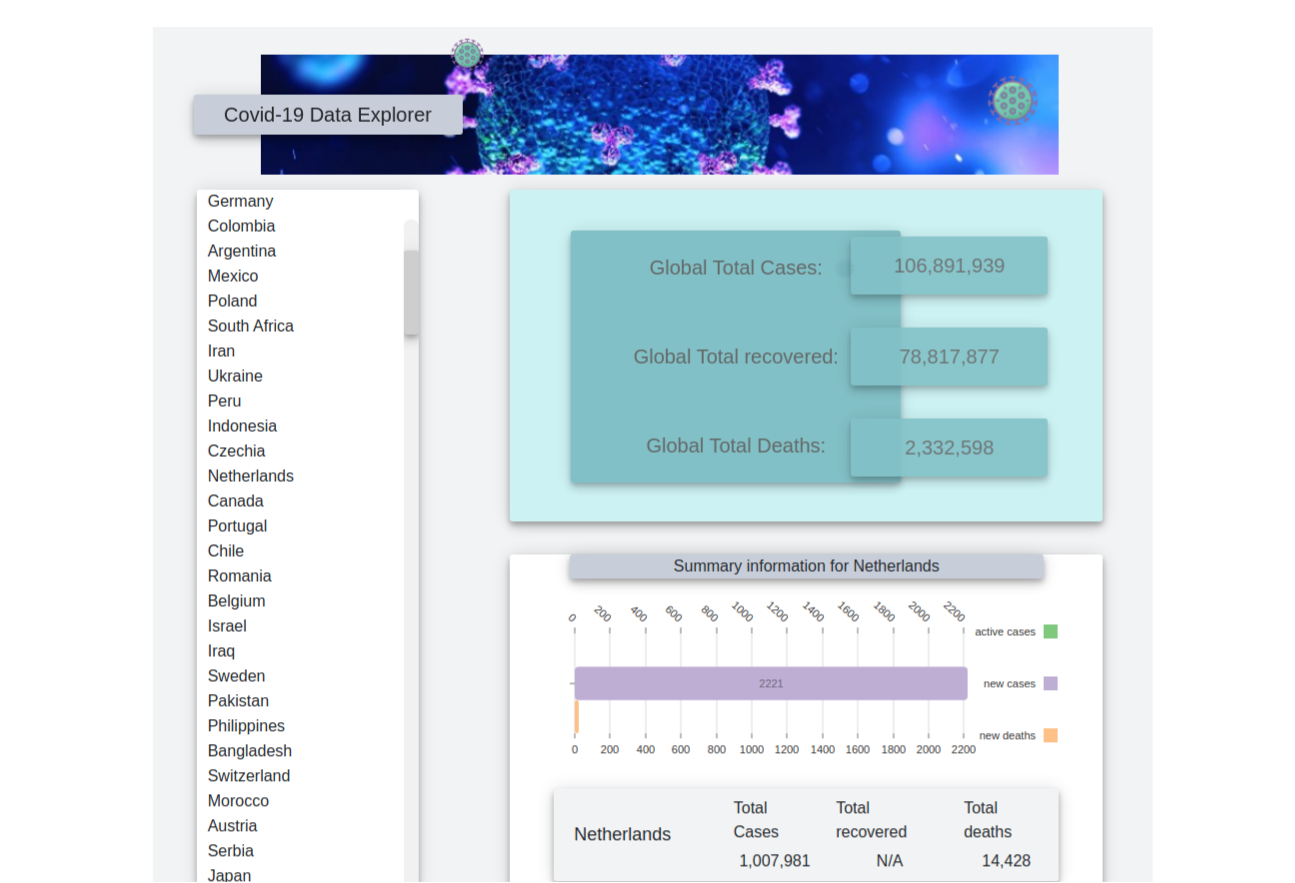 Covid-19 Data Explorer
Germany
Colombia
Argentina
Mexico
Poland
South Africa
Iran
Ukraine
Peru
Indonesia
Czechia
Netherlands
Canada
Portugal
Chile
Romania
Belgium
Israel
Iraq
Sweden
Pakistan
Philippines
Bangladesh
Switzerland
Morocco
Austria
Serbia
Japan
Global Total Cases: 106,891,939
Global Total recovered: 78,817,877
Global Total Deaths: 2,332,598
Summary information for Netherlands
0 200 400 600 800 1000 1200 1400 1600 1800 2000 2200
active cases
2221
new cases
new deaths
0 200 400 600 800 1000 1200 1400 1600 1800 2000 2200
Netherlands
Total Cases
Total recovered
Total deaths
1,007,981 N/A 14,428